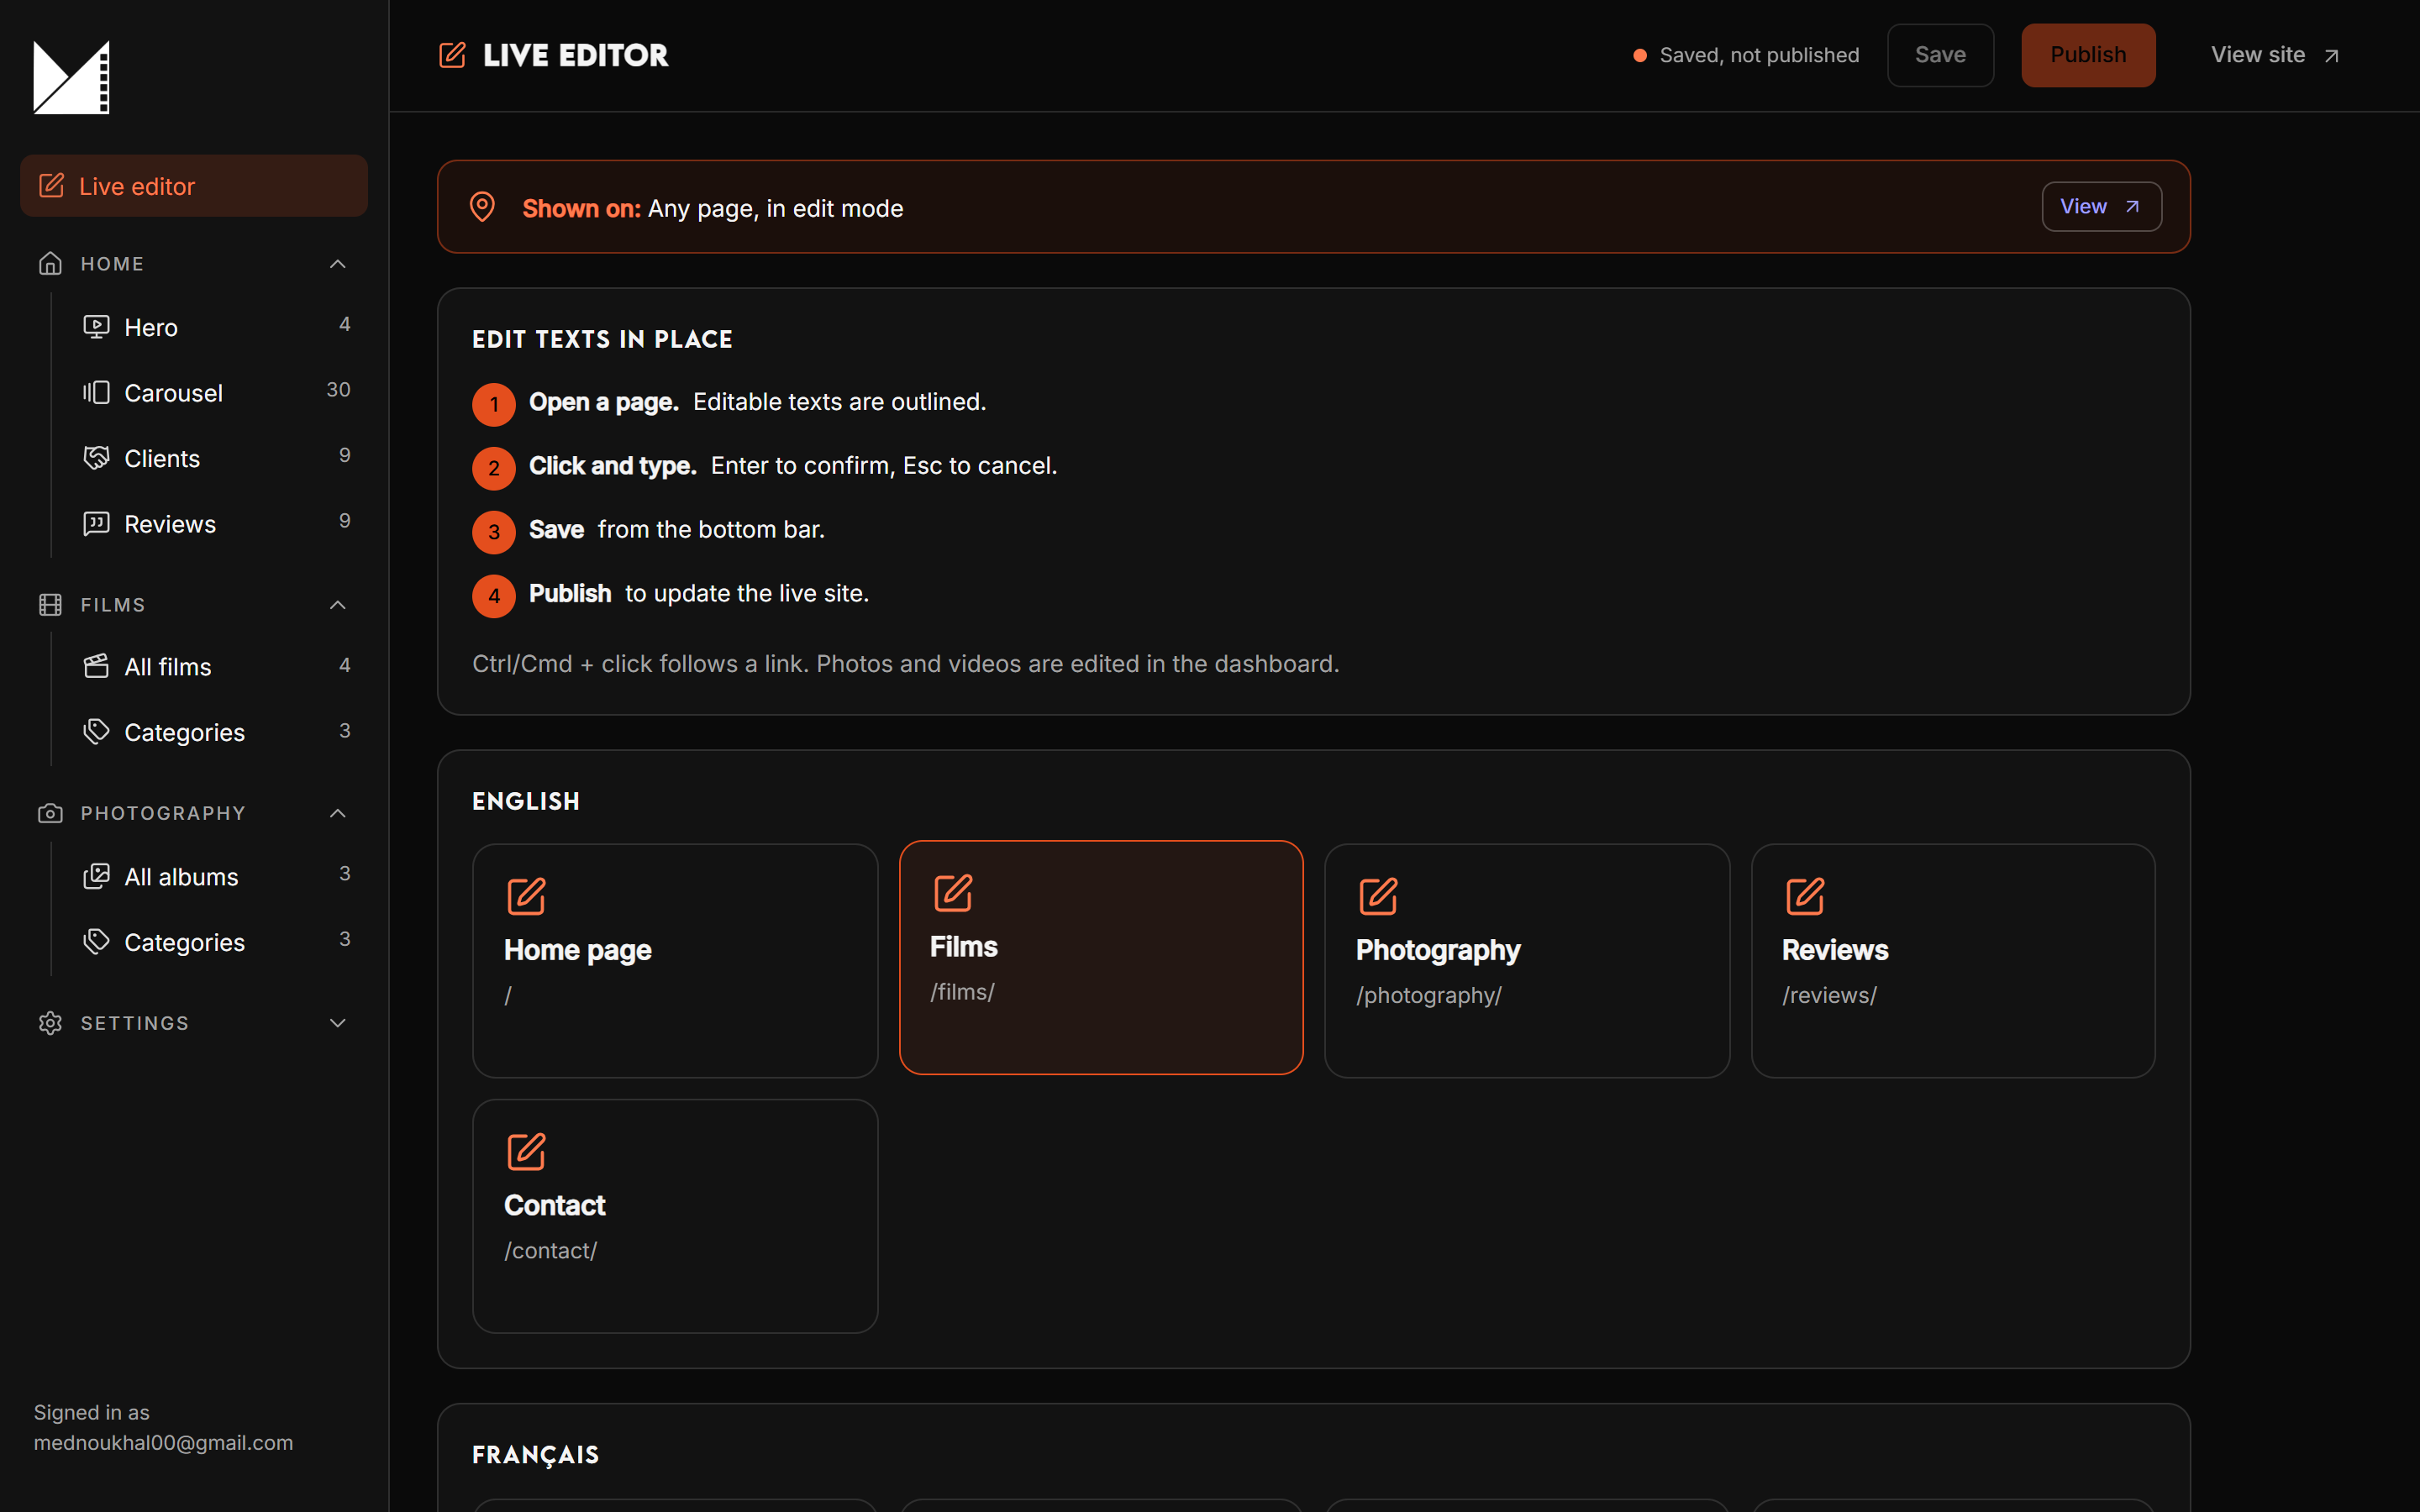 Live editor
HOME
Hero 4
Carousel 30
Clients 9
Reviews 9
FILMS
All films 4
Categories 3
PHOTOGRAPHY
All albums 3
Categories 3
SETTINGS
Signed in as
mednoukhal00@gmail.com
LIVE EDITOR
Saved, not published
Save
Publish
View site
Shown on: Any page, in edit mode
View
EDIT TEXTS IN PLACE
1 Open a page. Editable texts are outlined.
2 Click and type. Enter to confirm, Esc to cancel.
3 Save from the bottom bar.
4 Publish to update the live site.
Ctrl/Cmd + click follows a link. Photos and videos are edited in the dashboard.
ENGLISH
Home page
/
Films
/films/
Photography
/photography/
Reviews
/reviews/
Contact
/contact/
FRANÇAIS